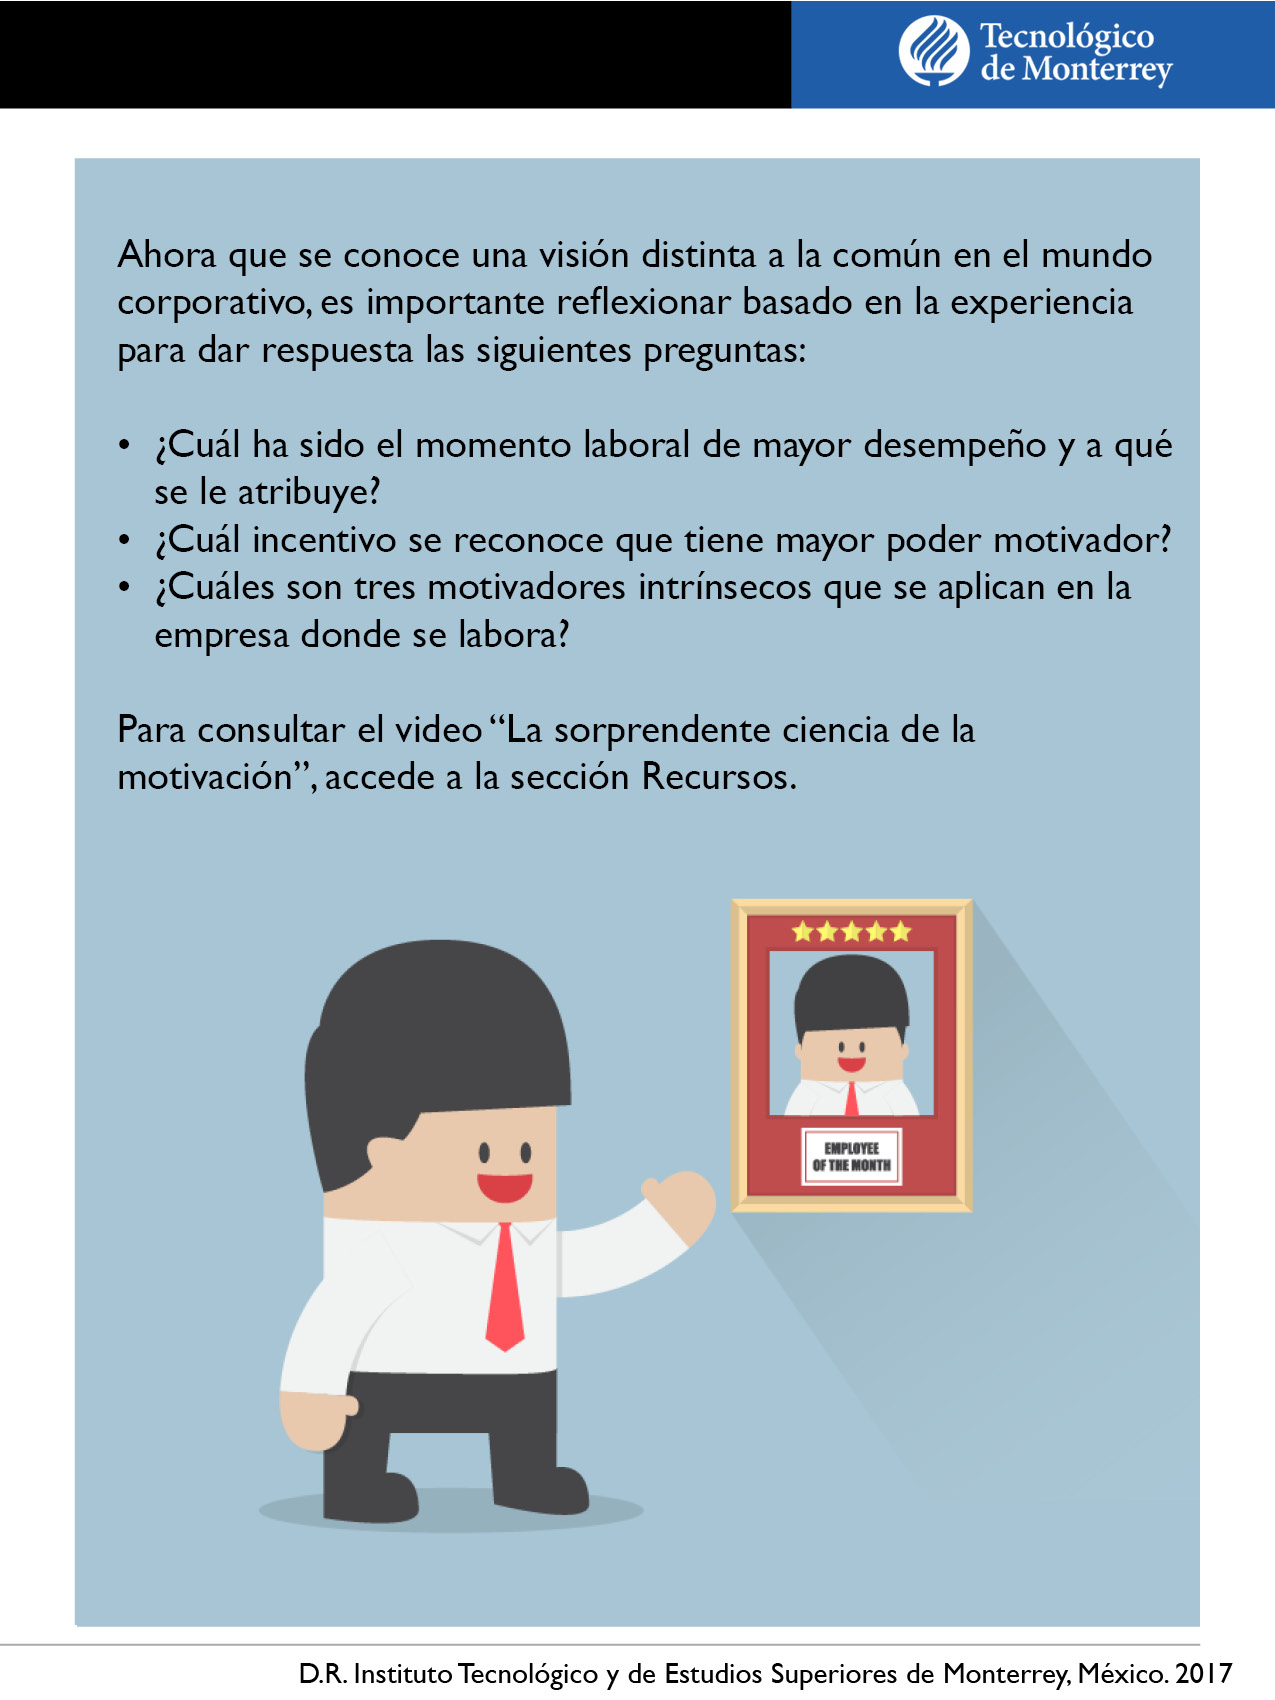 Tecnológico
de Monterrey
Ahora que se conoce una visión distinta a la común en el mundo
corporativo, es importante reflexionar basado en la experiencia
para dar respuesta las siguientes preguntas:
• ¿Cuál ha sido el momento laboral de mayor desempeño y a qué
se le atribuye?
• ¿Cuál incentivo se reconoce que tiene mayor poder motivador?
• ¿Cuáles son tres motivadores intrínsecos que se aplican en la
empresa donde se labora?
Para consultar el video “La sorprendente ciencia de la
motivación”, accede a la sección Recursos.
EMPLOYEE
OF THE MONTH
D.R. Instituto Tecnológico y de Estudios Superiores de Monterrey, México. 2017